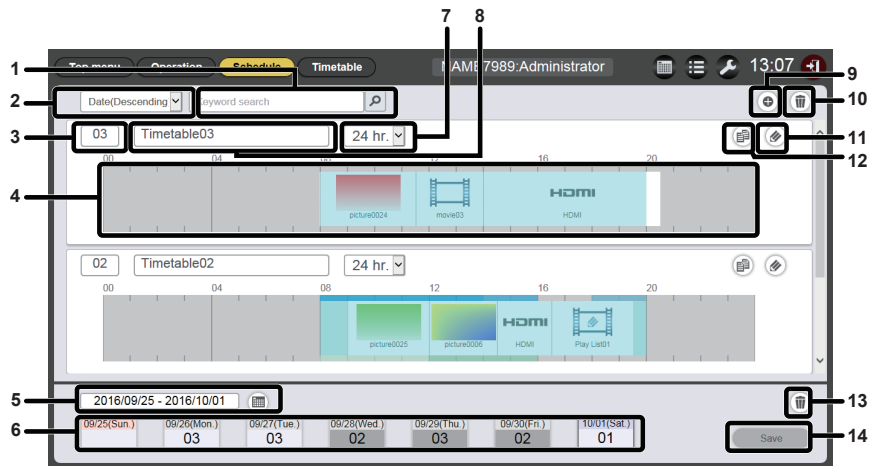 7 8
Top menu Operation Schedule Timetable NAME7989:Administrator 13:07
1 9
2 Date(Descending Keyword search 10
3 03 Timetable03 24 hr. 11
12
00 04 08 12 16 20
4 picture0024 movie03 HDMI HDMI
02 Timetable02 24 hr.
00 04 08 12 16 20
HDMI
picture0025 picture0006 HDMI Play List01
5 2016/09/25 - 2016/10/01 13
6 09/25(Sun.) 09/26(Mon.) 09/27(Tue.) 09/28(Wed.) 09/29(Thu.) 09/30(Fri.) 10/01(Sat.)
03 03 02 03 02 01 Save 14